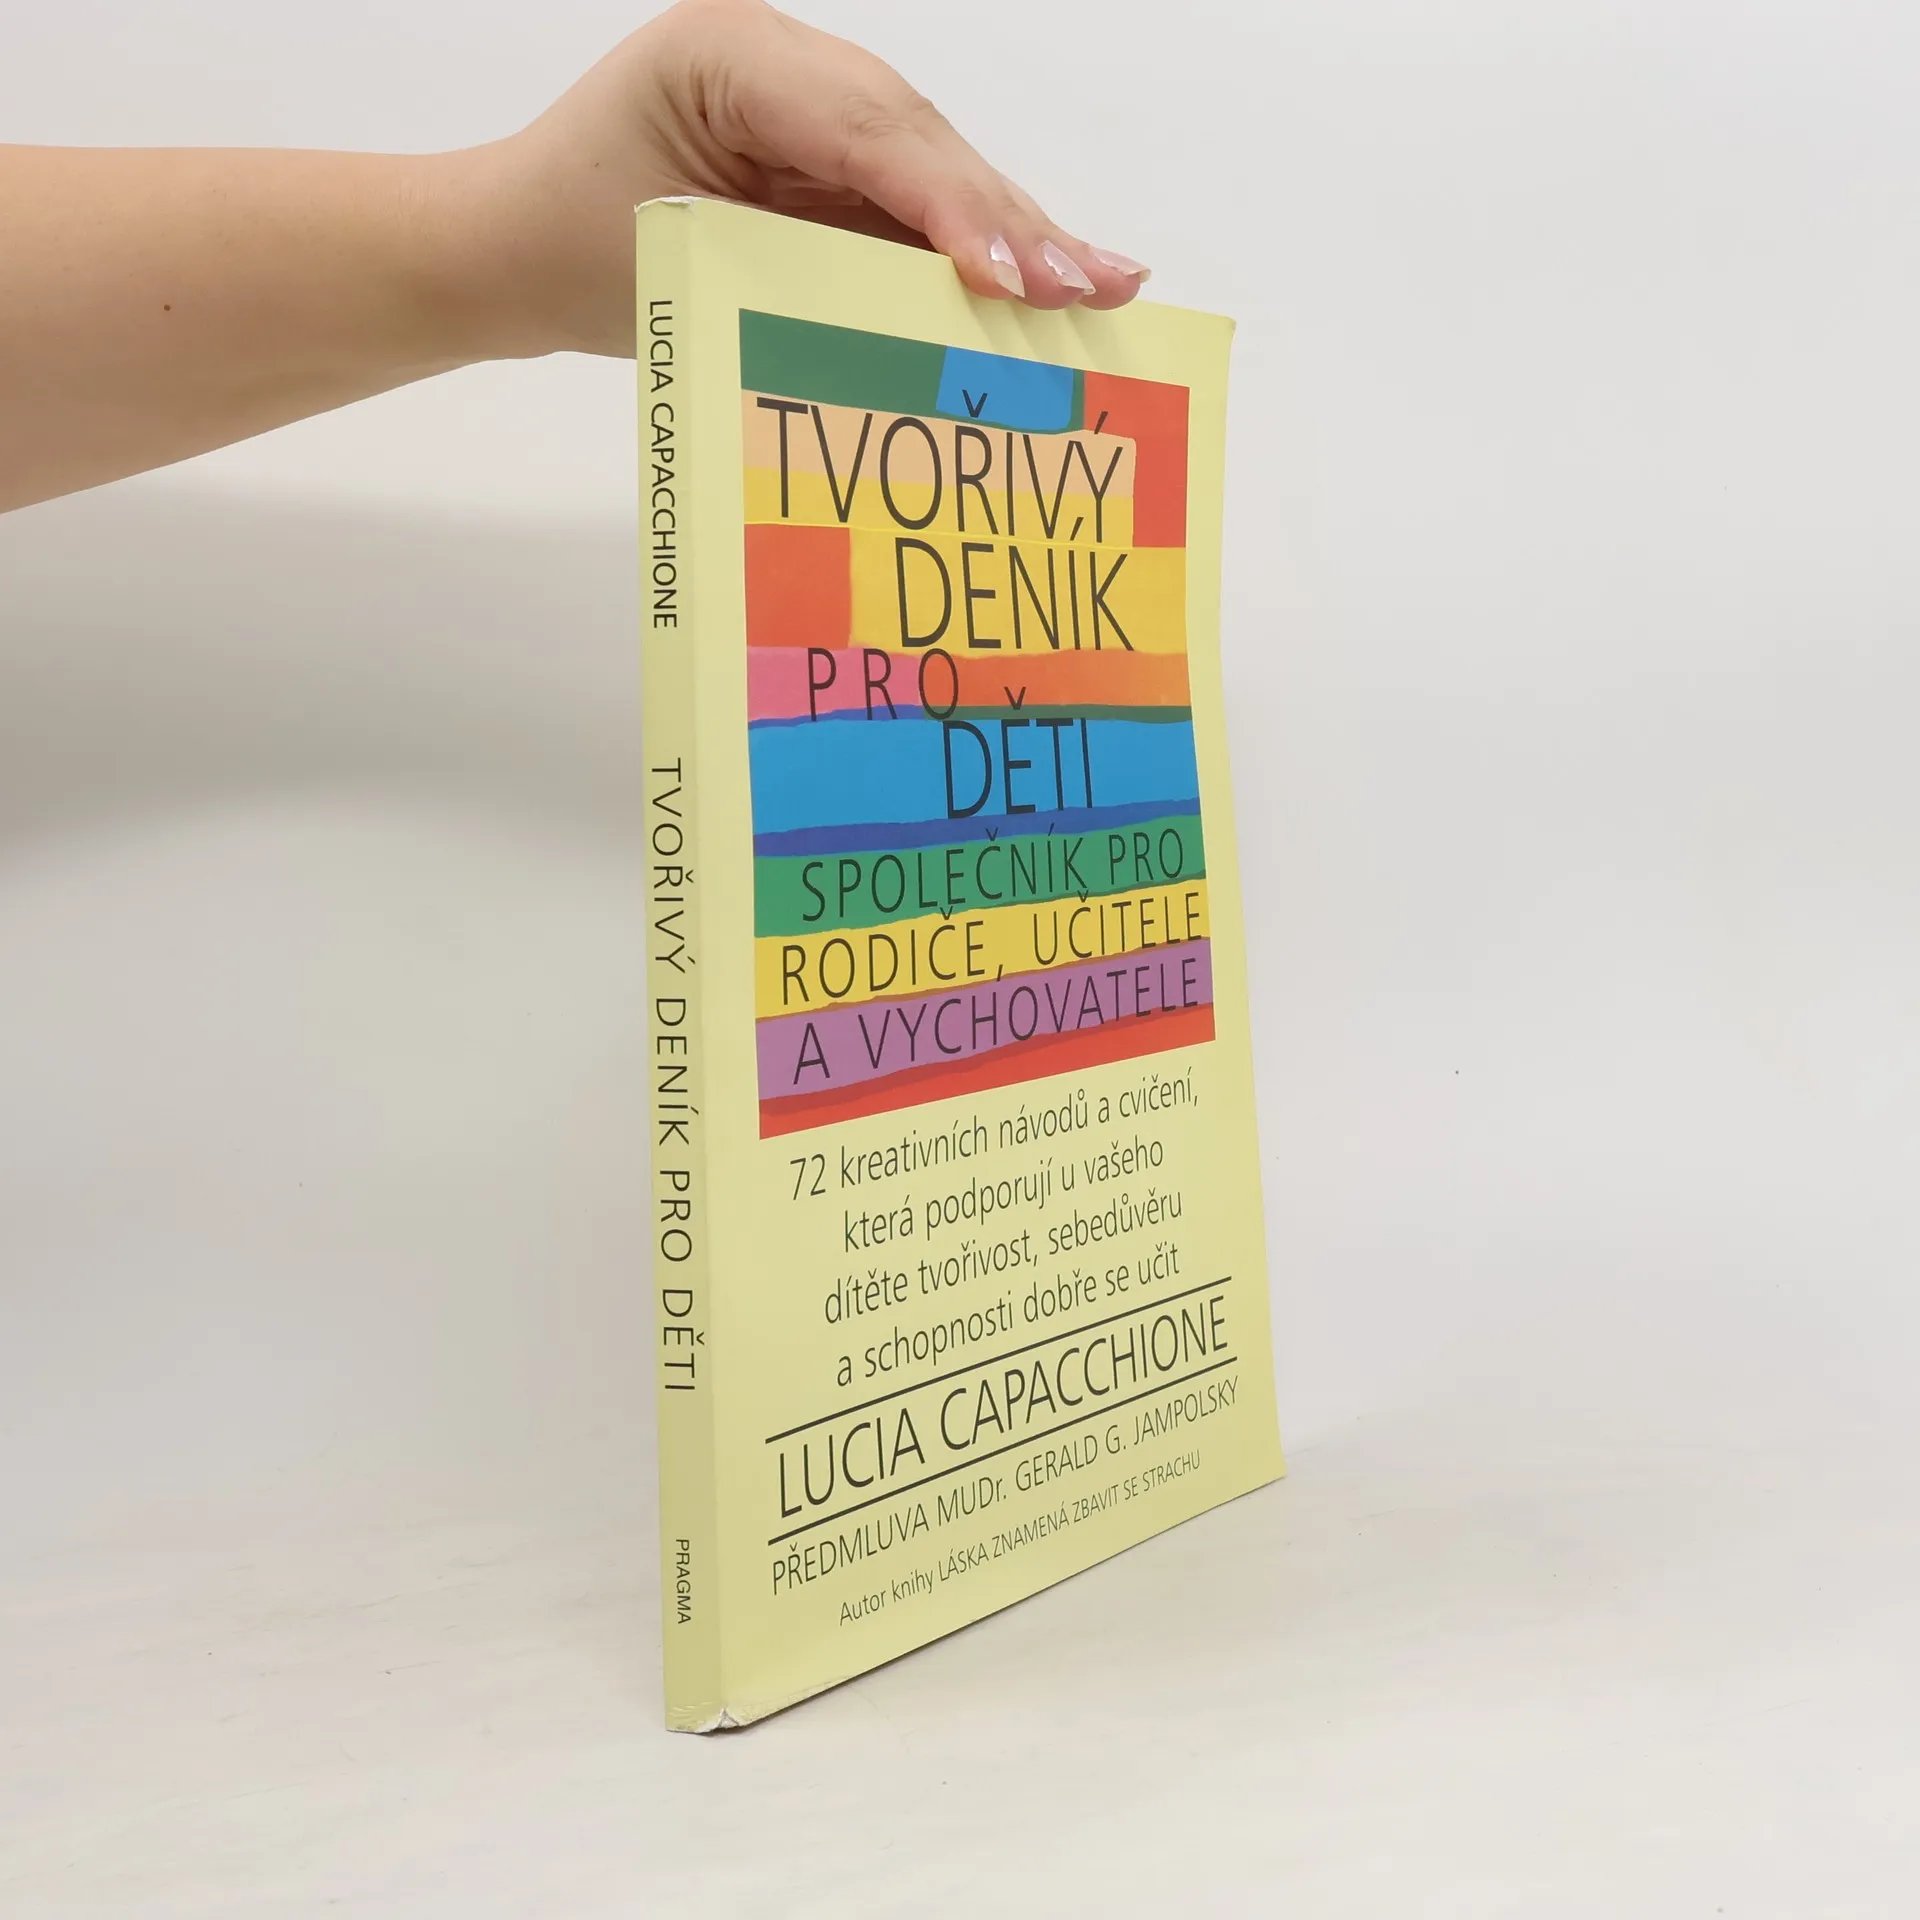 LUCIA CAPACCHIONE
TVOŘIVÝ DENÍK PRO DĚTI
PRAGMA
TVOŘIVÝ
DENÍK
PRO
DĚTI
SPOLEČNÍK PRO
RODIČE, UČITELE
A VYCHOVATELE
72 kreativních návodů a cvičení,
která podporují u vašeho
dítěte tvořivost, sebedůvěru
a schopnosti dobře se učit
LUCIA CAPACCHIONE
PŘEDMLUVA MUDr. GERALD G. JAMPOLSKY
Autor knihy LÁSKA ZNAMENÁ ZBAVIT SE STRACHU